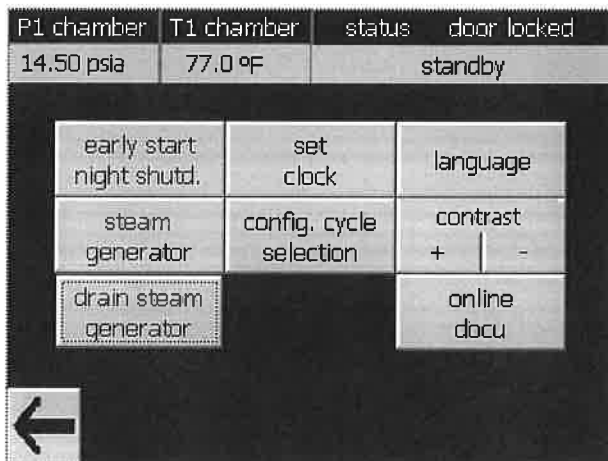 P1 chamber T1 chamber status door locked
14.50 psia 77.0 ºF standby
early start
night shutd.
set
clock
language
steam
generator
config. cycle
selection
contrast
+ -
drain steam
generator
online
docu